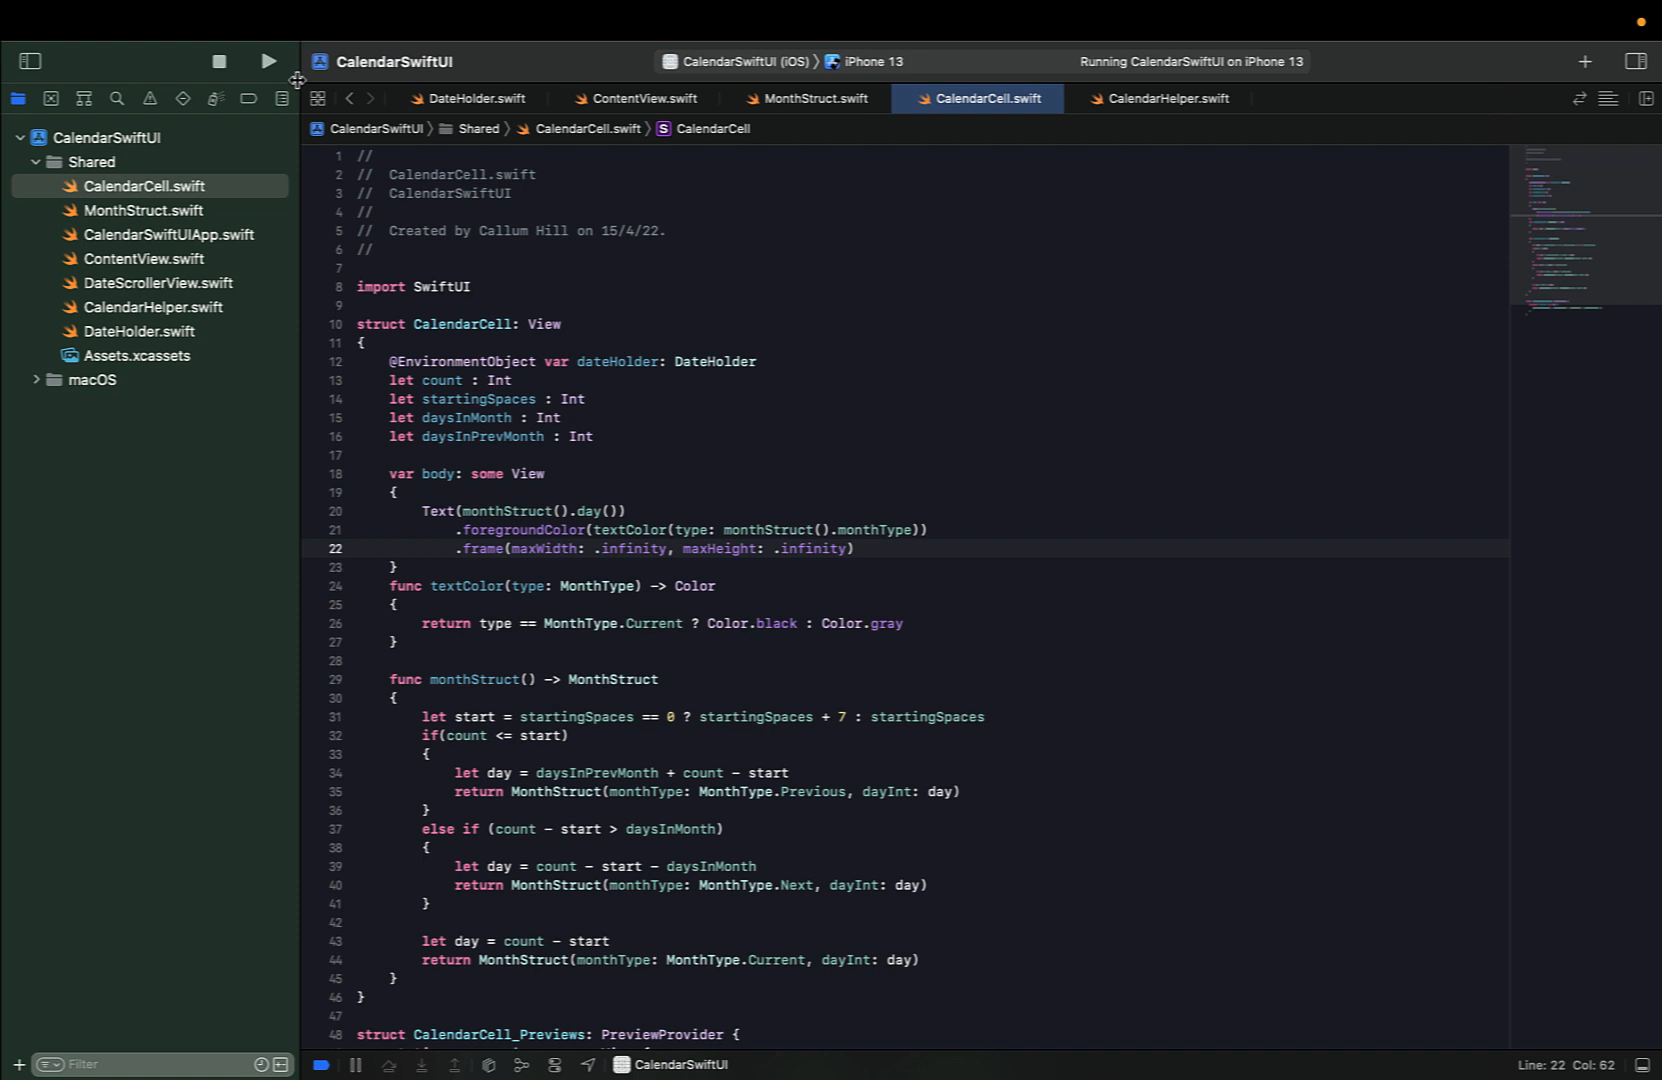 CalendarSwiftUI
CalendarSwiftUI (iOS) 〉 iPhone 13
Running CalendarSwiftUI on iPhone 13
DateHolder.swift
ContentView.swift
MonthStruct.swift
CalendarCell.swift
CalendarHelper.swift
CalendarSwiftUI 〉 Shared 〉 CalendarCell.swift 〉 S CalendarCell
CalendarSwiftUI
Shared
CalendarCell.swift
MonthStruct.swift
CalendarSwiftUIApp.swift
ContentView.swift
DateScrollerView.swift
CalendarHelper.swift
DateHolder.swift
Assets.xcassets
macOS
Filter
1 //
2 //  CalendarCell.swift
3 //  CalendarSwiftUI
4 //
5 //  Created by Callum Hill on 15/4/22.
6 //
7
8 import SwiftUI
9
10 struct CalendarCell: View
11 {
12     @EnvironmentObject var dateHolder: DateHolder
13     let count : Int
14     let startingSpaces : Int
15     let daysInMonth : Int
16     let daysInPrevMonth : Int
17
18     var body: some View
19     {
20         Text(monthStruct().day())
21             .foregroundColor(textColor(type: monthStruct().monthType))
22             .frame(maxWidth: .infinity, maxHeight: .infinity)
23     }
24     func textColor(type: MonthType) -> Color
25     {
26         return type == MonthType.Current ? Color.black : Color.gray
27     }
28
29     func monthStruct() -> MonthStruct
30     {
31         let start = startingSpaces == 0 ? startingSpaces + 7 : startingSpaces
32         if(count <= start)
33         {
34             let day = daysInPrevMonth + count - start
35             return MonthStruct(monthType: MonthType.Previous, dayInt: day)
36         }
37         else if (count - start > daysInMonth)
38         {
39             let day = count - start - daysInMonth
40             return MonthStruct(monthType: MonthType.Next, dayInt: day)
41         }
42
43         let day = count - start
44         return MonthStruct(monthType: MonthType.Current, dayInt: day)
45     }
46 }
47
48 struct CalendarCell_Previews: PreviewProvider {
CalendarSwiftUI
Line: 22 Col: 62